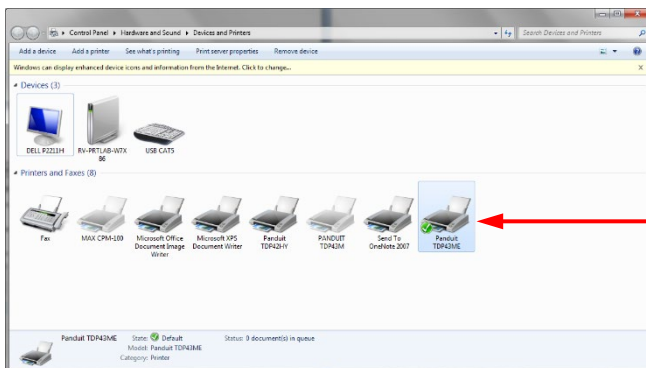 Control Panel ▸ Hardware and Sound ▸ Devices and Printers
Search Devices and Printers
Add a device Add a printer See what's printing Print server properties Remove device
Windows can display enhanced device icons and information from the Internet. Click to change...
Devices (3)
DELL P2211H RV-PRTLAB-W7X USB CAT5
86
Printers and Faxes (8)
Fax MAX CPM-100 Microsoft Office Microsoft XPS Panduit PANDUIT Send To Panduit
Document Image Document Writer TDP42HY TDP43M OneNote 2007 TDP43ME
Writer
Panduit TDP43ME State: Default Status: 0 document(s) in queue
Model: Panduit TDP43ME
Category: Printer